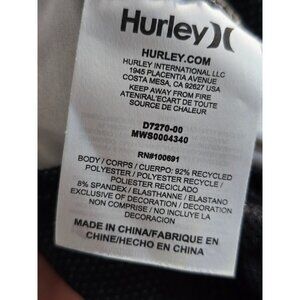 Hurley
HURLEY.COM
HURLEY INTERNATIONAL LLC
1945 PLACENTIA AVENUE
COSTA MESA, CA 92627 USA
KEEP AWAY FROM FIRE
ATENIRAL'ECART DE TOUTE
SOURCE DE CHALEUR
D7270-00
MWS0004340
RN#100691
BODY / CORPS / CUERPO: 92% RECYCLED
POLYESTER / POLYESTER RECYCLE /
POLIESTER RECICLADO
8% SPANDEX / ELASTHANNE / ELASTANO
EXCLUSIVE OF DECORATION / DECORATION
NON COMPRISE / NO INCLUYE LA
DECORACION
MADE IN CHINA/FABRIQUE EN
CHINE/HECHO EN CHINA